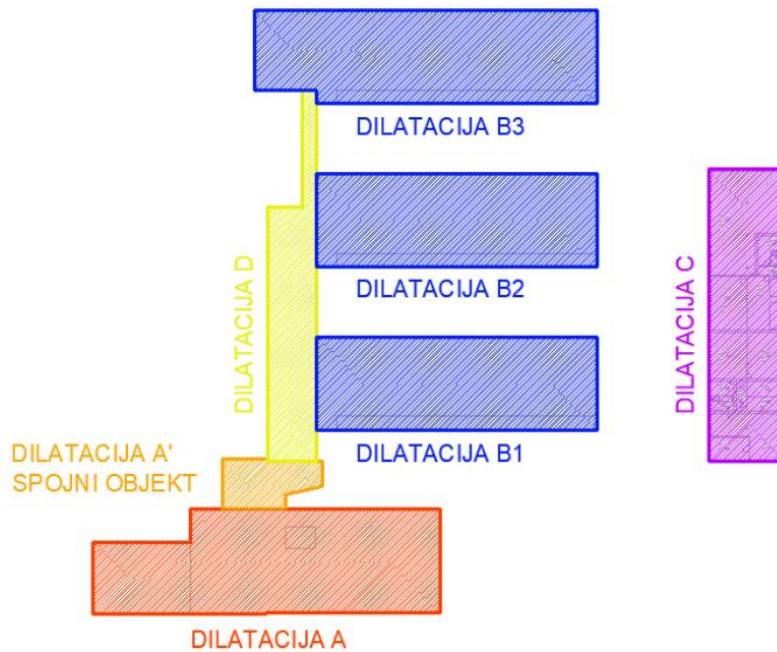 DILATACIJA B3
DILATACIJA B2
DILATACIJA D
DILATACIJA C
DILATACIJA B1
DILATACIJA A'
SPOJNI OBJEKT
DILATACIJA A